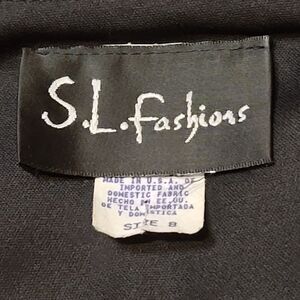 S.L. fashions
MADE IN U.S.A. OF
IMPORTED AND
DOMESTIC FABRIC
HECHO EN EE.UU.
DE TELA IMPORTADA
Y DOMESTICA
SIZE 8